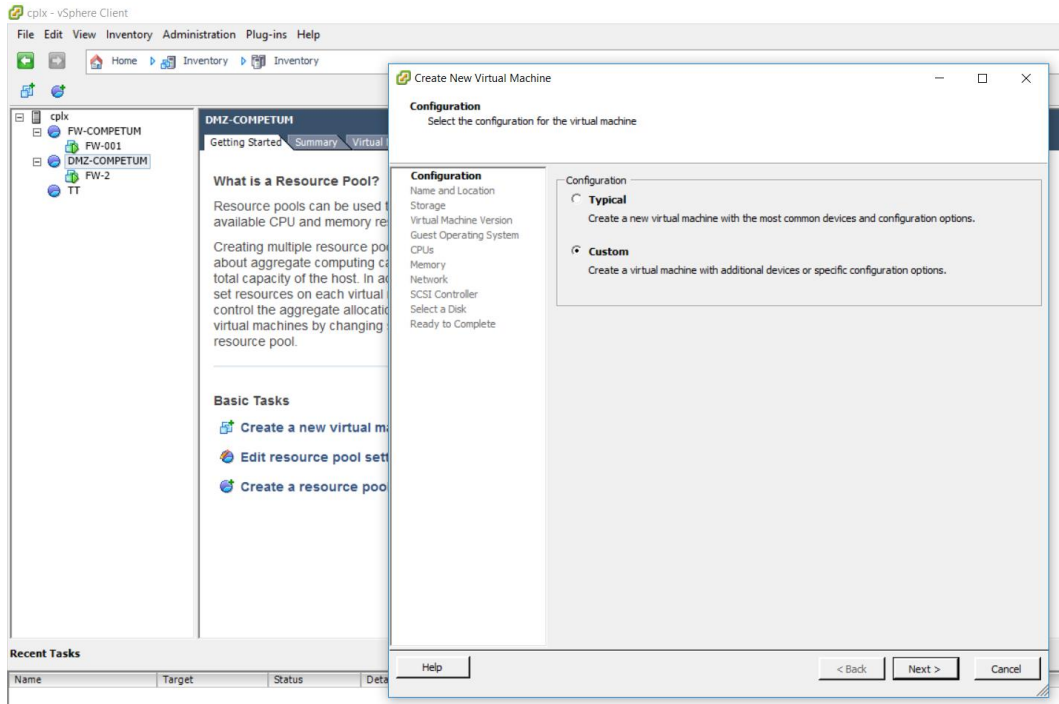 cplx - vSphere Client
File Edit View Inventory Administration Plug-ins Help
Home Inventory Inventory
cplx
FW-COMPETUM
FW-001
DMZ-COMPETUM
FW-2
TT
DMZ-COMPETUM
Getting Started Summary Virtual
What is a Resource Pool?
Resource pools can be used
available CPU and memory re
Creating multiple resource poo
about aggregate computing ca
total capacity of the host. In ad
set resources on each virtual
control the aggregate allocatio
virtual machines by changing
resource pool.
Basic Tasks
Create a new virtual ma
Edit resource pool sett
Create a resource poo
Create New Virtual Machine
Configuration
Select the configuration for the virtual machine
Configuration
Name and Location
Storage
Virtual Machine Version
Guest Operating System
CPUs
Memory
Network
SCSI Controller
Select a Disk
Ready to Complete
Configuration
Typical
Create a new virtual machine with the most common devices and configuration options.
Custom
Create a virtual machine with additional devices or specific configuration options.
Help < Back Next > Cancel
Recent Tasks
Name Target Status Deta